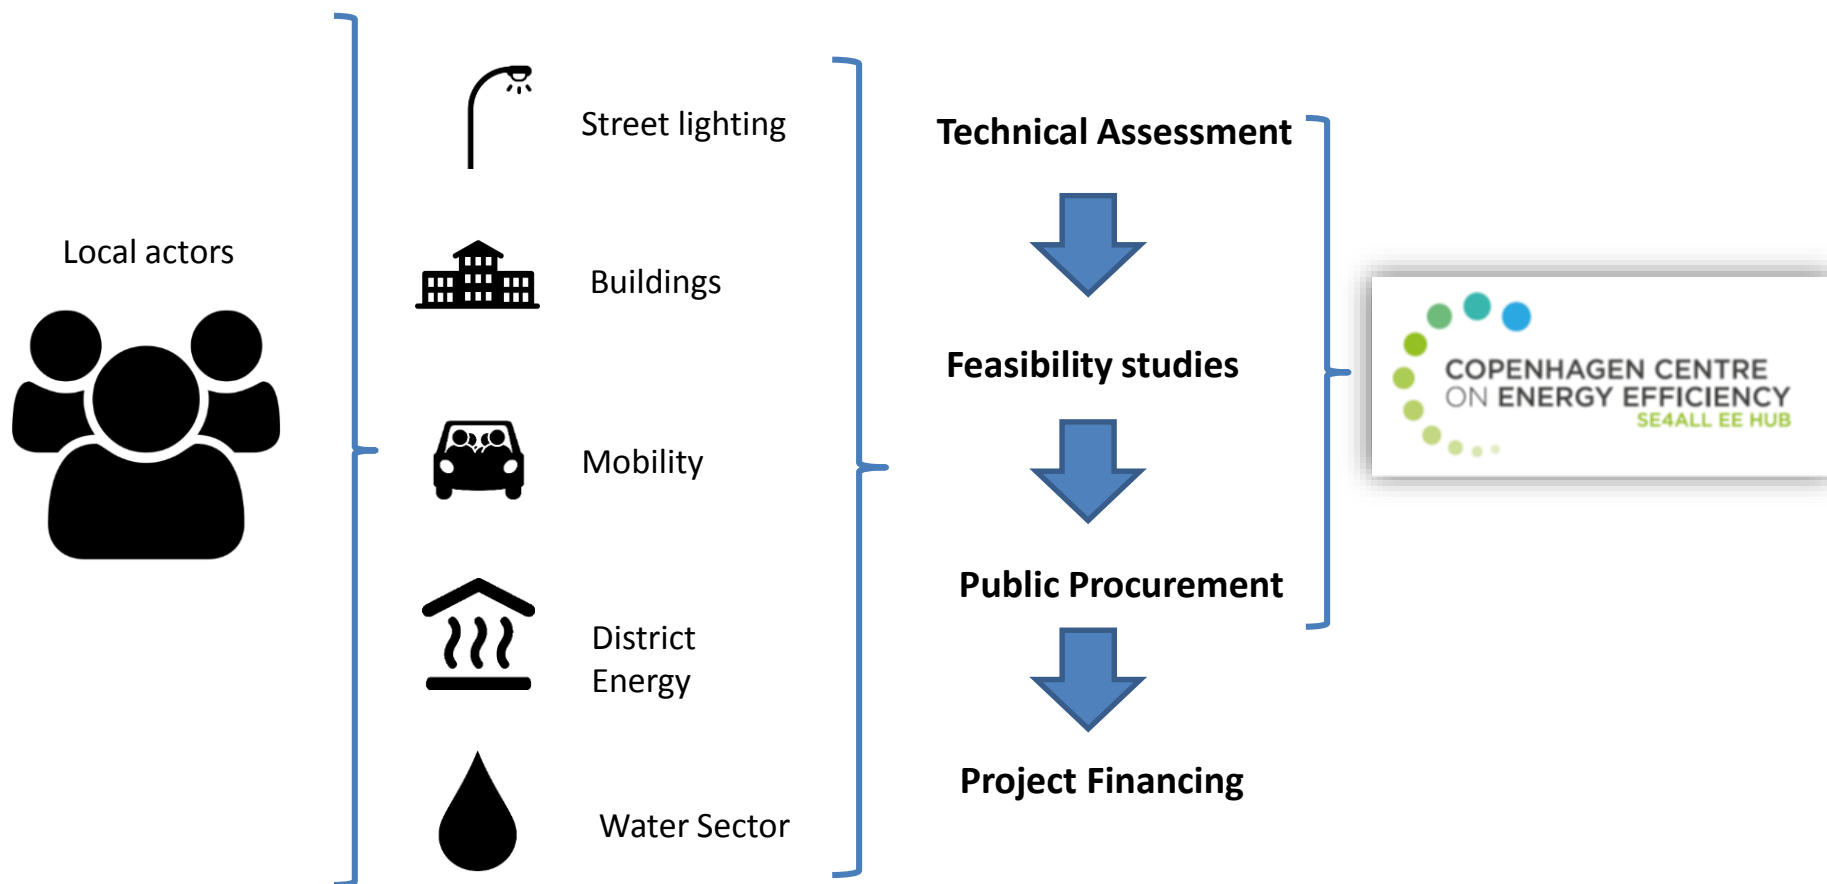 Local actors
Street lighting
Buildings
Mobility
District
Energy
Water Sector
Technical Assessment
Feasibility studies
Public Procurement
Project Financing
COPENHAGEN CENTRE
ON ENERGY EFFICIENCY
SE4ALL EE HUB